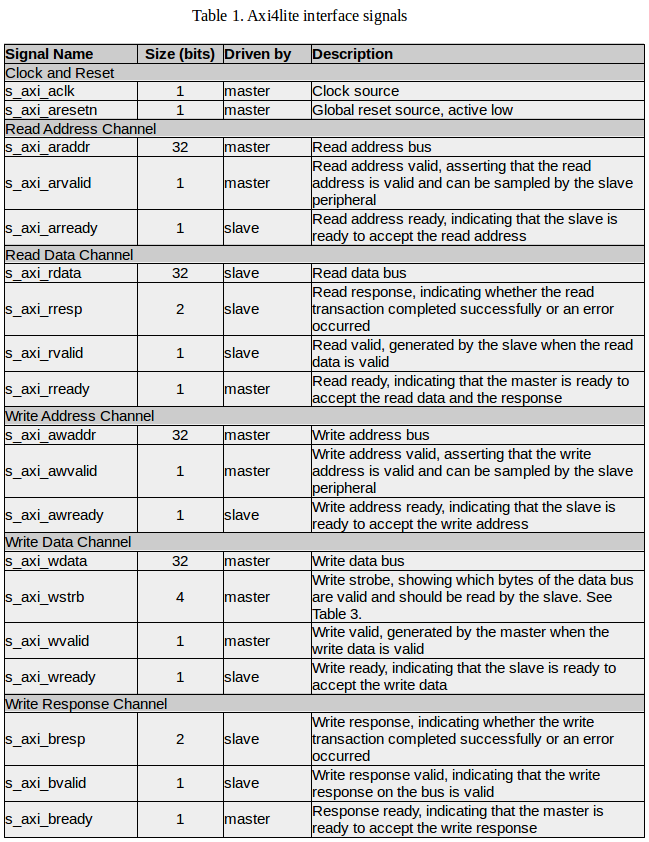 Table 1. Axi4lite interface signals
Signal Name Size (bits) Driven by Description
Clock and Reset
s_axi_aclk 1 master Clock source
s_axi_aresetn 1 master Global reset source, active low
Read Address Channel
s_axi_araddr 32 master Read address bus
s_axi_arvalid 1 master Read address valid, asserting that the read
address is valid and can be sampled by the slave
peripheral
s_axi_arready 1 slave Read address ready, indicating that the slave is
ready to accept the read address
Read Data Channel
s_axi_rdata 32 slave Read data bus
s_axi_rresp 2 slave Read response, indicating whether the read
transaction completed successfully or an error
occurred
s_axi_rvalid 1 slave Read valid, generated by the slave when the read
data is valid
s_axi_rready 1 master Read ready, indicating that the master is ready to
accept the read data and the response
Write Address Channel
s_axi_awaddr 32 master Write address bus
s_axi_awvalid 1 master Write address valid, asserting that the write
address is valid and can be sampled by the slave
peripheral
s_axi_awready 1 slave Write address ready, indicating that the slave is
ready to accept the write address
Write Data Channel
s_axi_wdata 32 master Write data bus
s_axi_wstrb 4 master Write strobe, showing which bytes of the data bus
are valid and should be read by the slave. See
Table 3.
s_axi_wvalid 1 master Write valid, generated by the master when the
write data is valid
s_axi_wready 1 slave Write ready, indicating that the slave is ready to
accept the write data
Write Response Channel
s_axi_bresp 2 slave Write response, indicating whether the write
transaction completed successfully or an error
occurred
s_axi_bvalid 1 slave Write response valid, indicating that the write
response on the bus is valid
s_axi_bready 1 master Response ready, indicating that the master is
ready to accept the write response